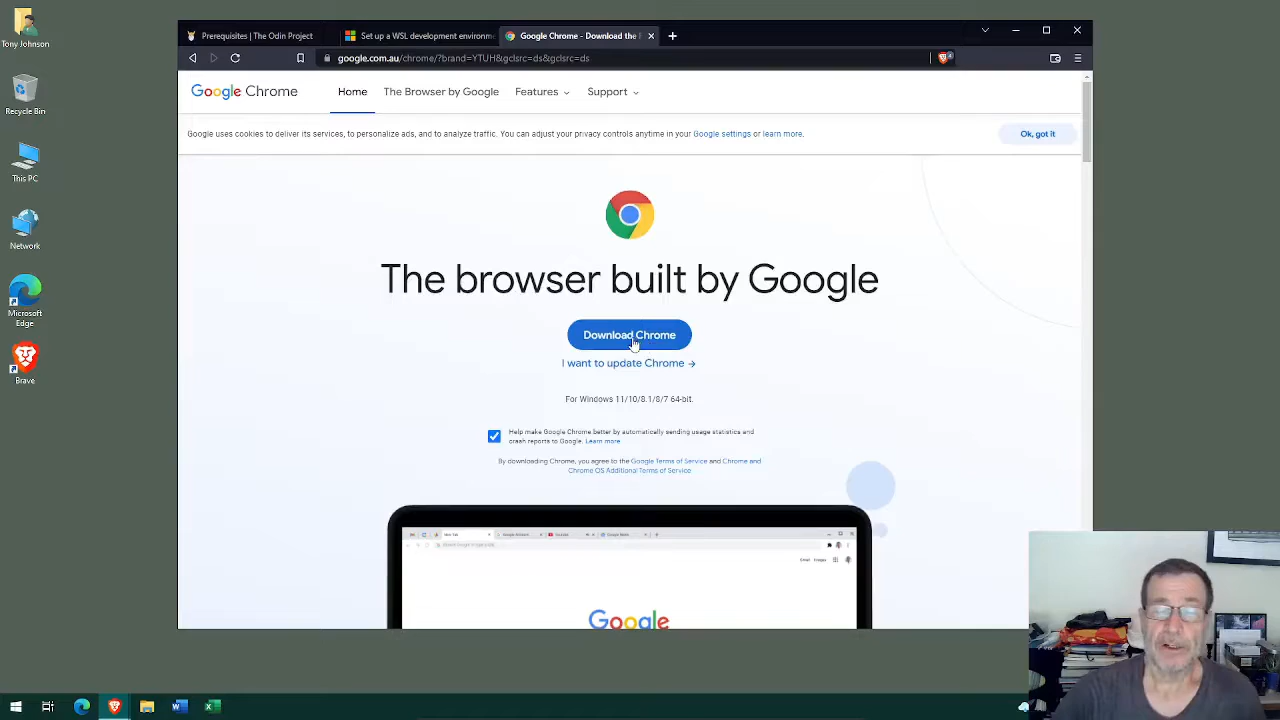 Tony Johnson
Recycle Bin
This PC
Network
Microsoft
Edge
Brave
Prerequisites | The Odin Project
Set up a WSL development environm
Google Chrome - Download the
google.com.au/chrome/?brand=YTUH&gclsrc=ds&gclsrc=ds
Google Chrome
Home
The Browser by Google
Features
Support
Google uses cookies to deliver its services, to personalize ads, and to analyze traffic. You can adjust your privacy controls anytime in your Google settings or learn more.
Ok, got it
The browser built by Google
Download Chrome
I want to update Chrome →
For Windows 11/10/8.1/8/7 64-bit.
Help make Google Chrome better by automatically sending usage statistics and
crash reports to Google. Learn more
By downloading Chrome, you agree to the Google Terms of Service and Chrome and
Chrome OS Additional Terms of Service
Google